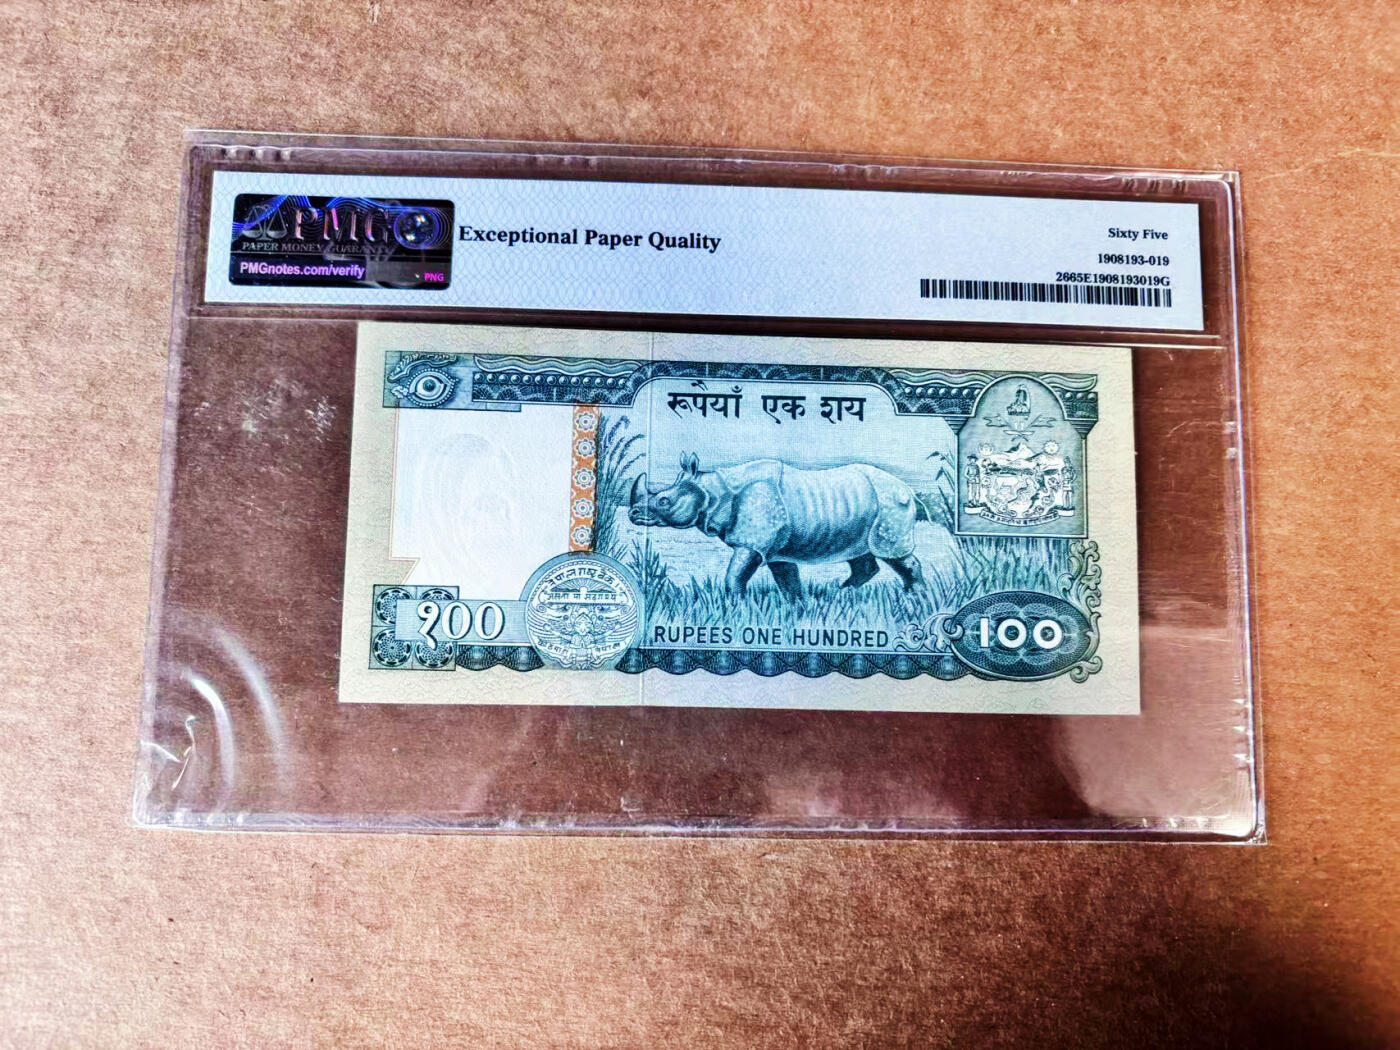 PMG
PAPER MONEY GUARANTY
PMGnotes.com/verify
PNG
Exceptional Paper Quality
Sixty Five
1908193-019
2665E1908193019G
रूपैयाँ एक शय
नेपाल राष्ट्र बैंक
१00
RUPEES ONE HUNDRED
100